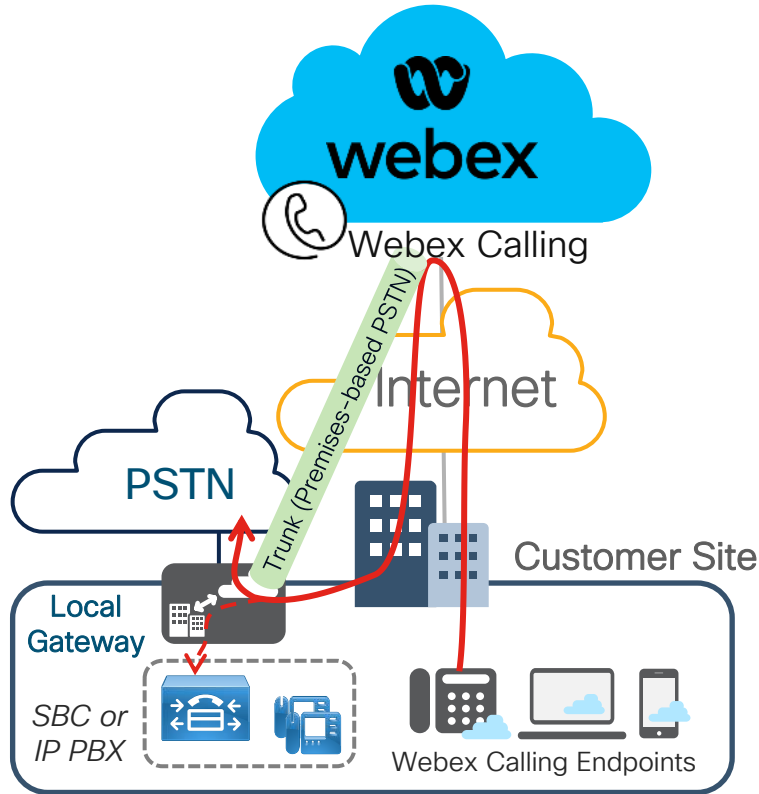 webex
Webex Calling
Trunk (Premises-based PSTN)
Internet
PSTN
Customer Site
Local
Gateway
SBC or
IP PBX
Webex Calling Endpoints